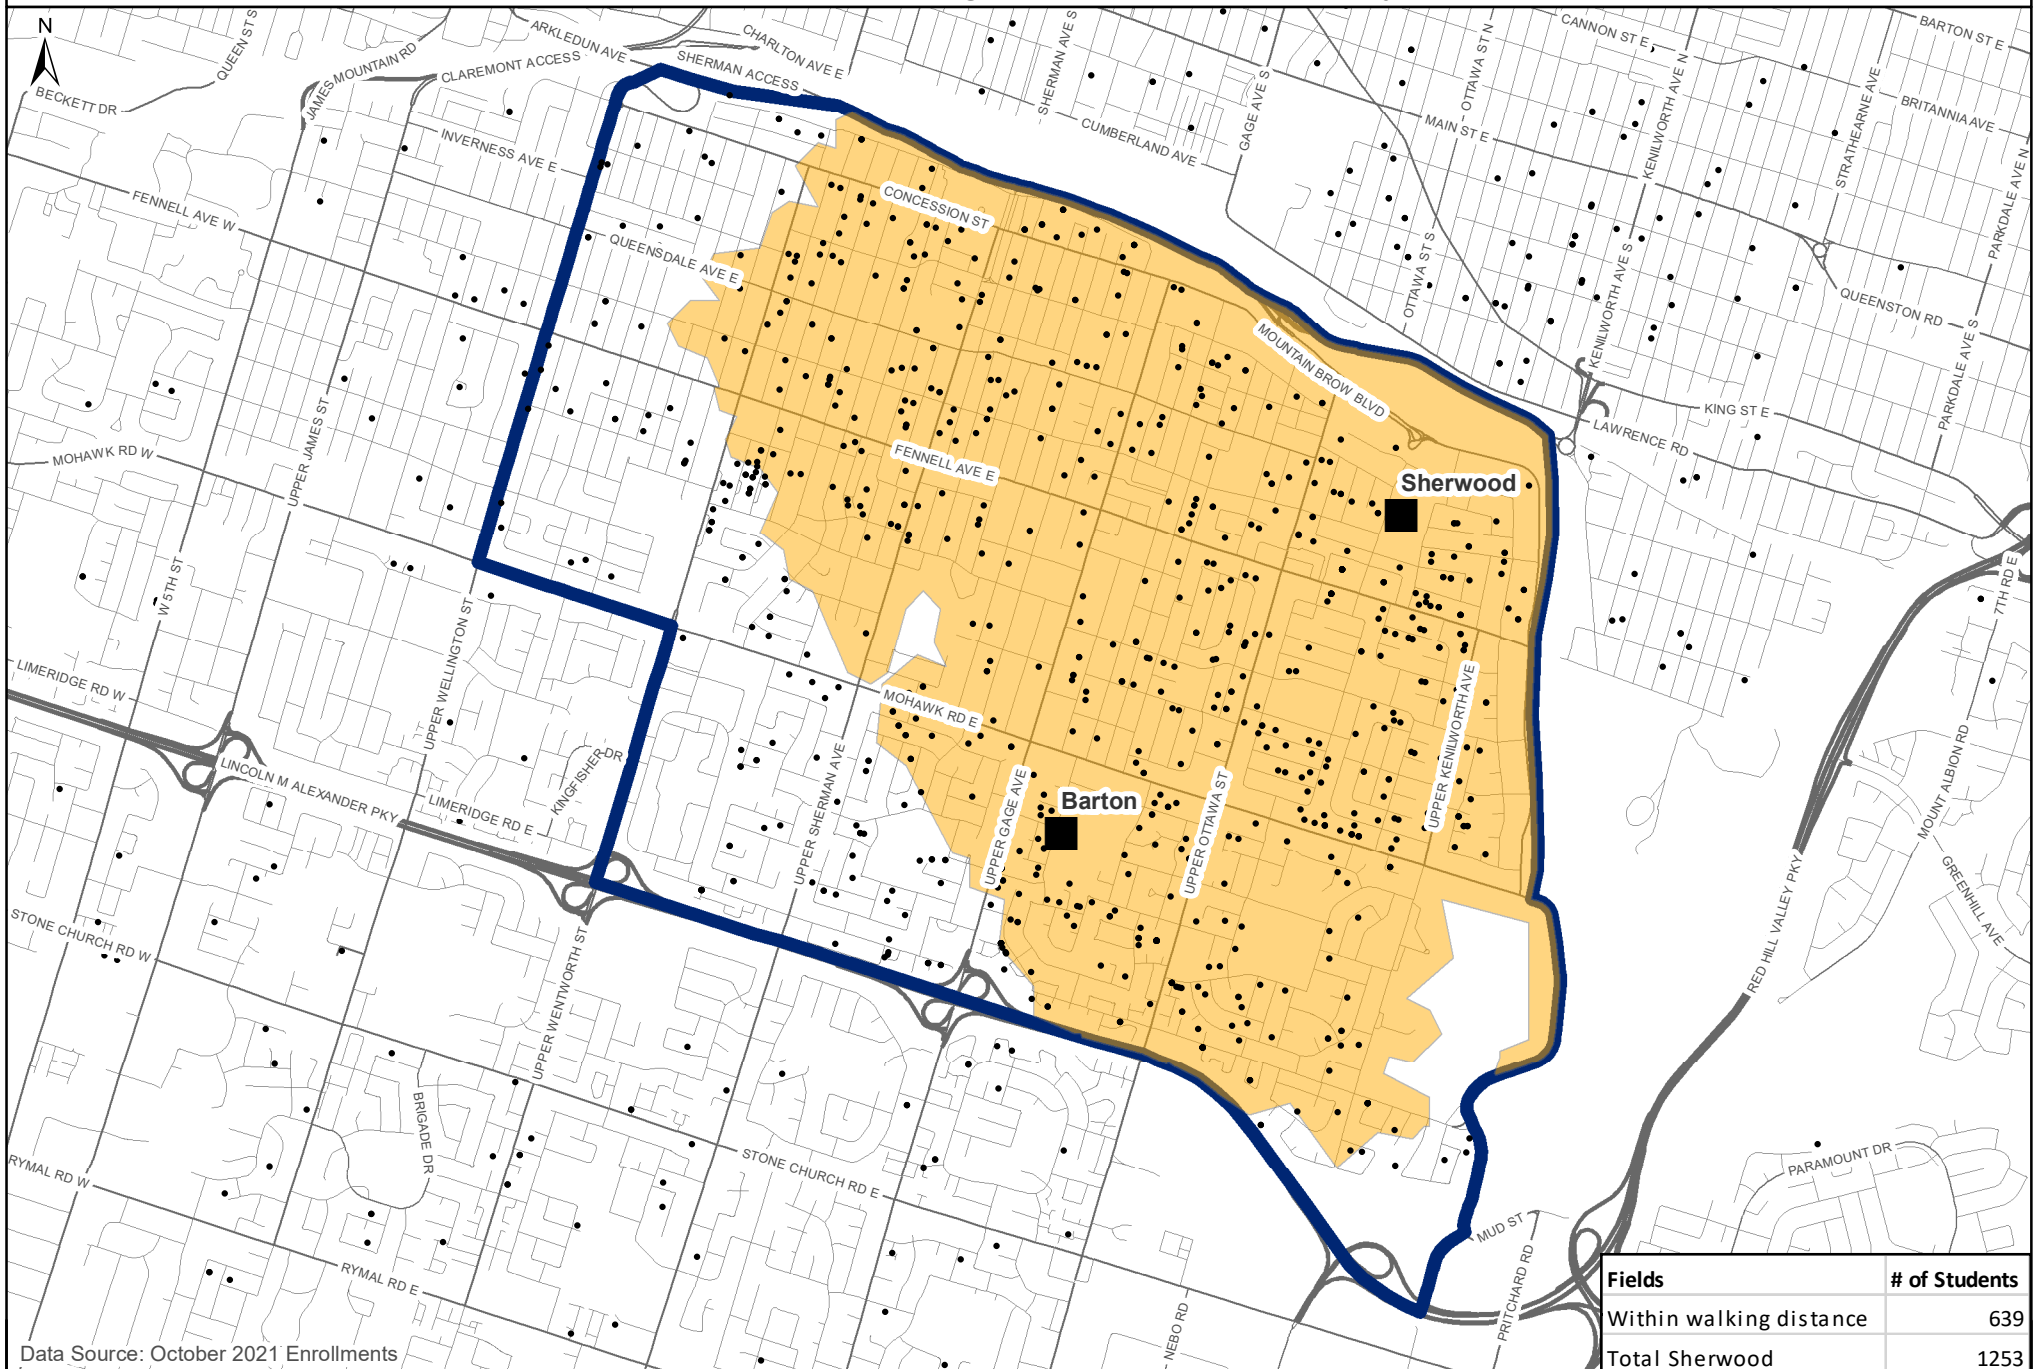 N
QUEEN ST S
ARKLEDUN AVE
CHARLTON AVE E
SHERMAN AVE S
CANNON ST E
BARTON ST E
JAMES MOUNTAIN RD
CLAREMONT ACCESS
SHERMAN ACCESS
OTTAWA ST N
BECKETT DR
GAGE AVE S
KENILWORTH AVE N
STRATHEARNE AVE
BRITANNIA AVE
MAIN ST E
CUMBERLAND AVE
INVERNESS AVE E
PARKDALE AVE N
FENNELL AVE W
CONCESSION ST
QUEENSDALE AVE E
OTTAWA ST S
KENILWORTH AVE S
QUEENSTON RD
MOUNTAIN BROW BLVD
PARKDALE AVE S
KING ST E
LAWRENCE RD
MOHAWK RD W
UPPER JAMES ST
FENNELL AVE E
Sherwood
W 5TH ST
7TH RD E
UPPER WELLINGTON ST
LIMERIDGE RD W
MOHAWK RD E
UPPER KENILWORTH AVE
KINGFISHER DR
LINCOLN M ALEXANDER PKY
LIMERIDGE RD E
UPPER SHERMAN AVE
UPPER GAGE AVE
Barton
UPPER OTTAWA ST
MOUNT ALBION RD
RED HILL VALLEY PKY
GREENHILL AVE
STONE CHURCH RD W
UPPER WENTWORTH ST
BRIGADE DR
STONE CHURCH RD E
PARAMOUNT DR
RYMAL RD W
MUD ST
RYMAL RD E
NEBO RD
PRITCHARD RD
Fields # of Students
Within walking distance 639
Total Sherwood 1253
Data Source: October 2021 Enrollments